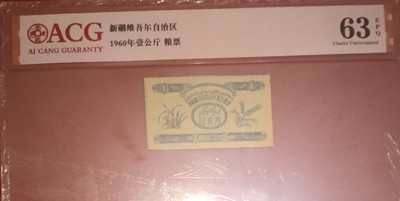 ACG
AI CANG GUARANTY
新疆维吾尔自治区
1960年壹公斤 粮票
63 EPQ
Choice Uncirculated